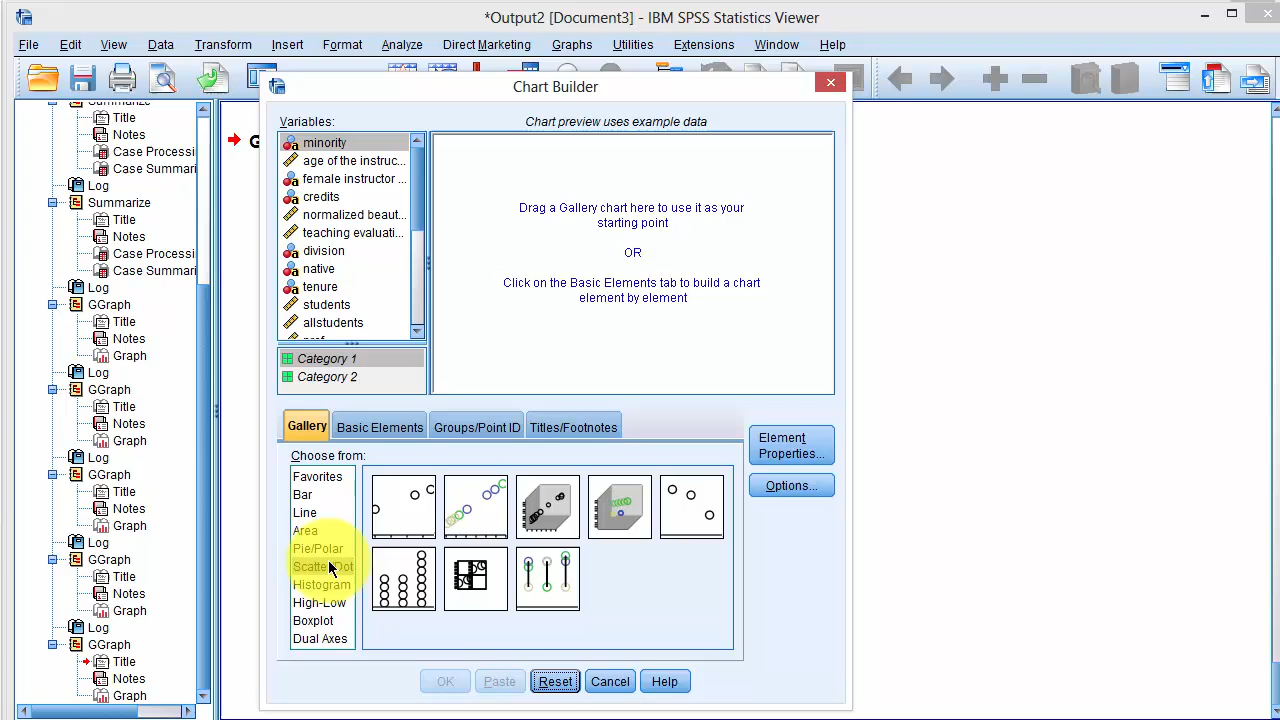 *Output2 [Document3] - IBM SPSS Statistics Viewer
File Edit View Data Transform Insert Format Analyze Direct Marketing Graphs Utilities Extensions Window Help
Chart Builder
Summarize
Title
Notes
Case Processi
Case Summari
Log
Summarize
Title
Notes
Case Processi
Case Summari
Log
GGraph
Title
Notes
Graph
Log
GGraph
Title
Notes
Graph
Log
GGraph
Title
Notes
Graph
Log
GGraph
Title
Notes
Graph
Log
GGraph
Title
Notes
Graph
G
Variables:
minority
age of the instruc...
female instructor ...
credits
normalized beaut...
teaching evaluati...
division
native
tenure
students
allstudents
prof
Category 1
Category 2
Chart preview uses example data
Drag a Gallery chart here to use it as your
starting point
OR
Click on the Basic Elements tab to build a chart
element by element
Gallery Basic Elements Groups/Point ID Titles/Footnotes
Choose from:
Favorites
Bar
Line
Area
Pie/Polar
Scatter/Dot
Histogram
High-Low
Boxplot
Dual Axes
Element
Properties...
Options...
OK Paste Reset Cancel Help